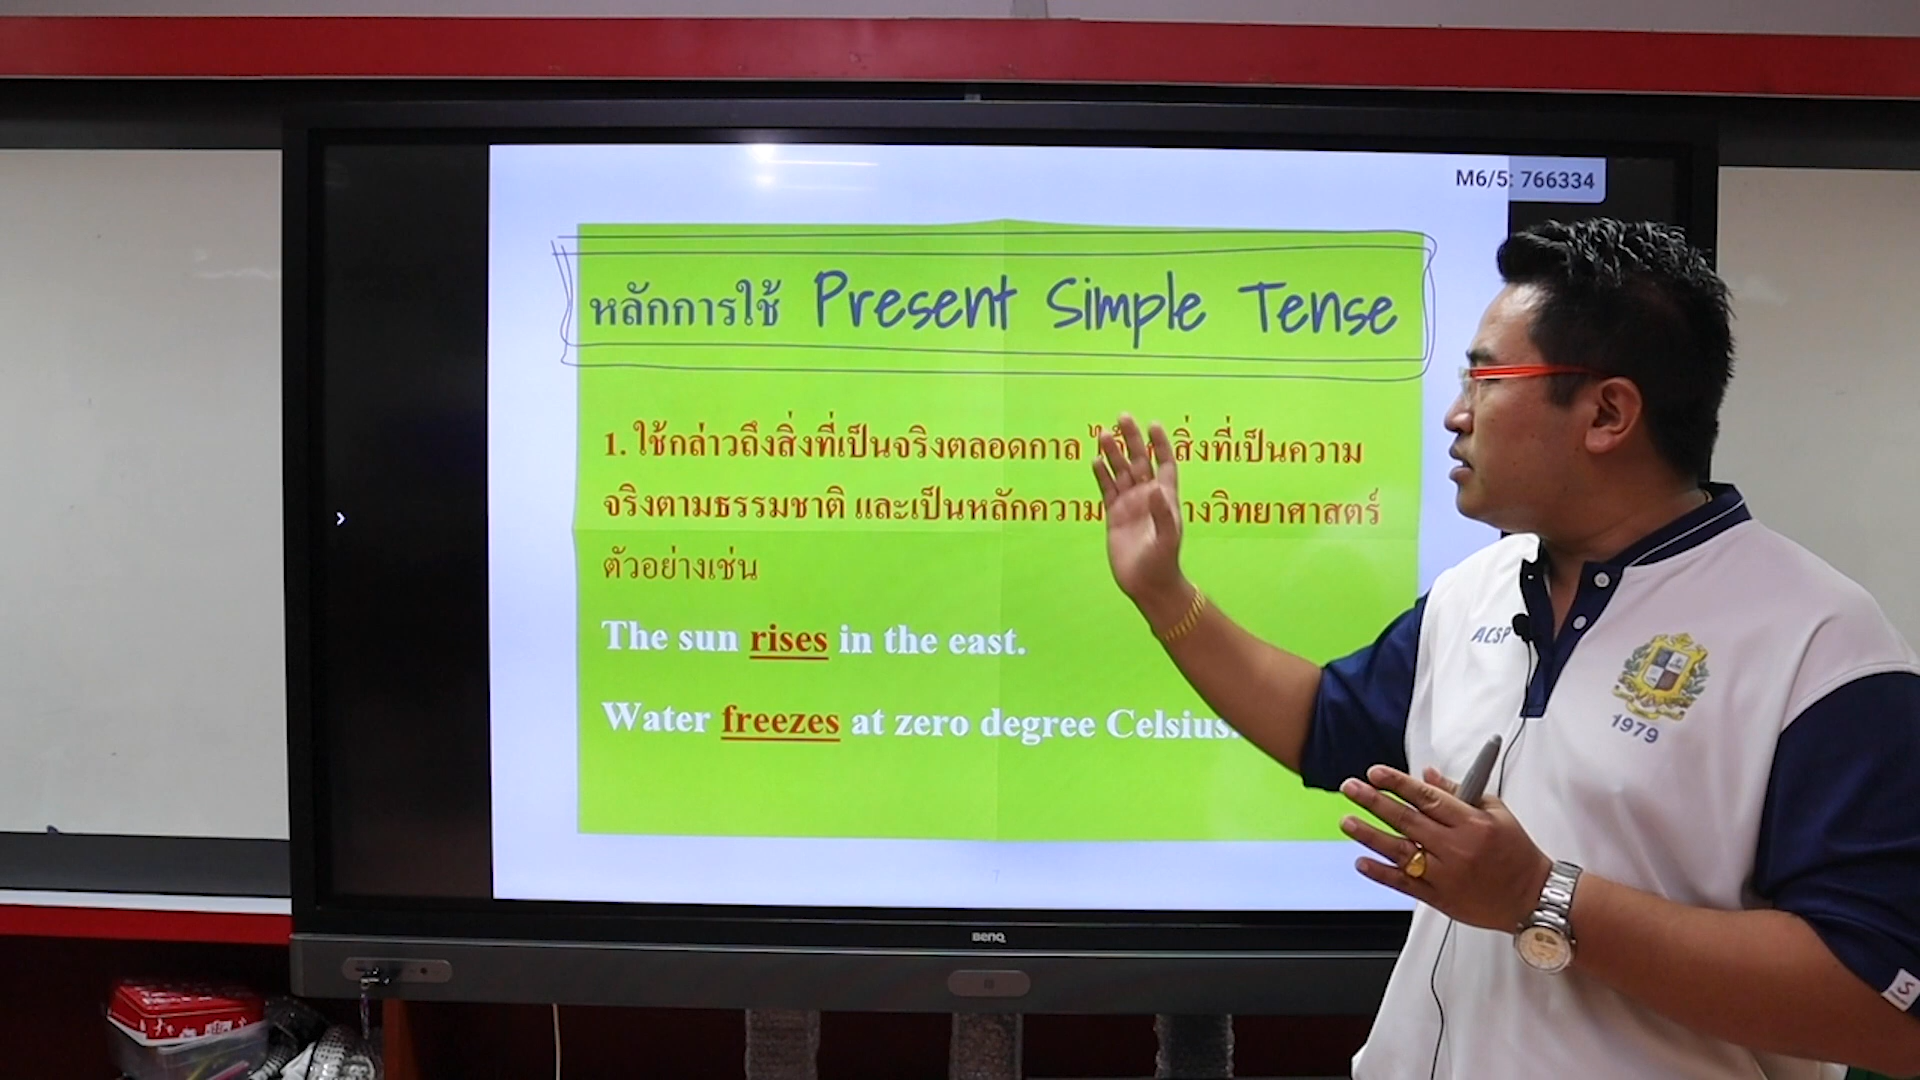 M6/5: 766334
หลักการใช้ Present Simple Tense
1. ใช้กล่าวถึงสิ่งที่เป็นจริงตลอดกาล สิ่งที่เป็นความ
จริงตามธรรมชาติ และเป็นหลักความ างวิทยาศาสตร์
ตัวอย่างเช่น
The sun rises in the east.
Water freezes at zero degree Celsius.
7
BenQ
ACSP
1979